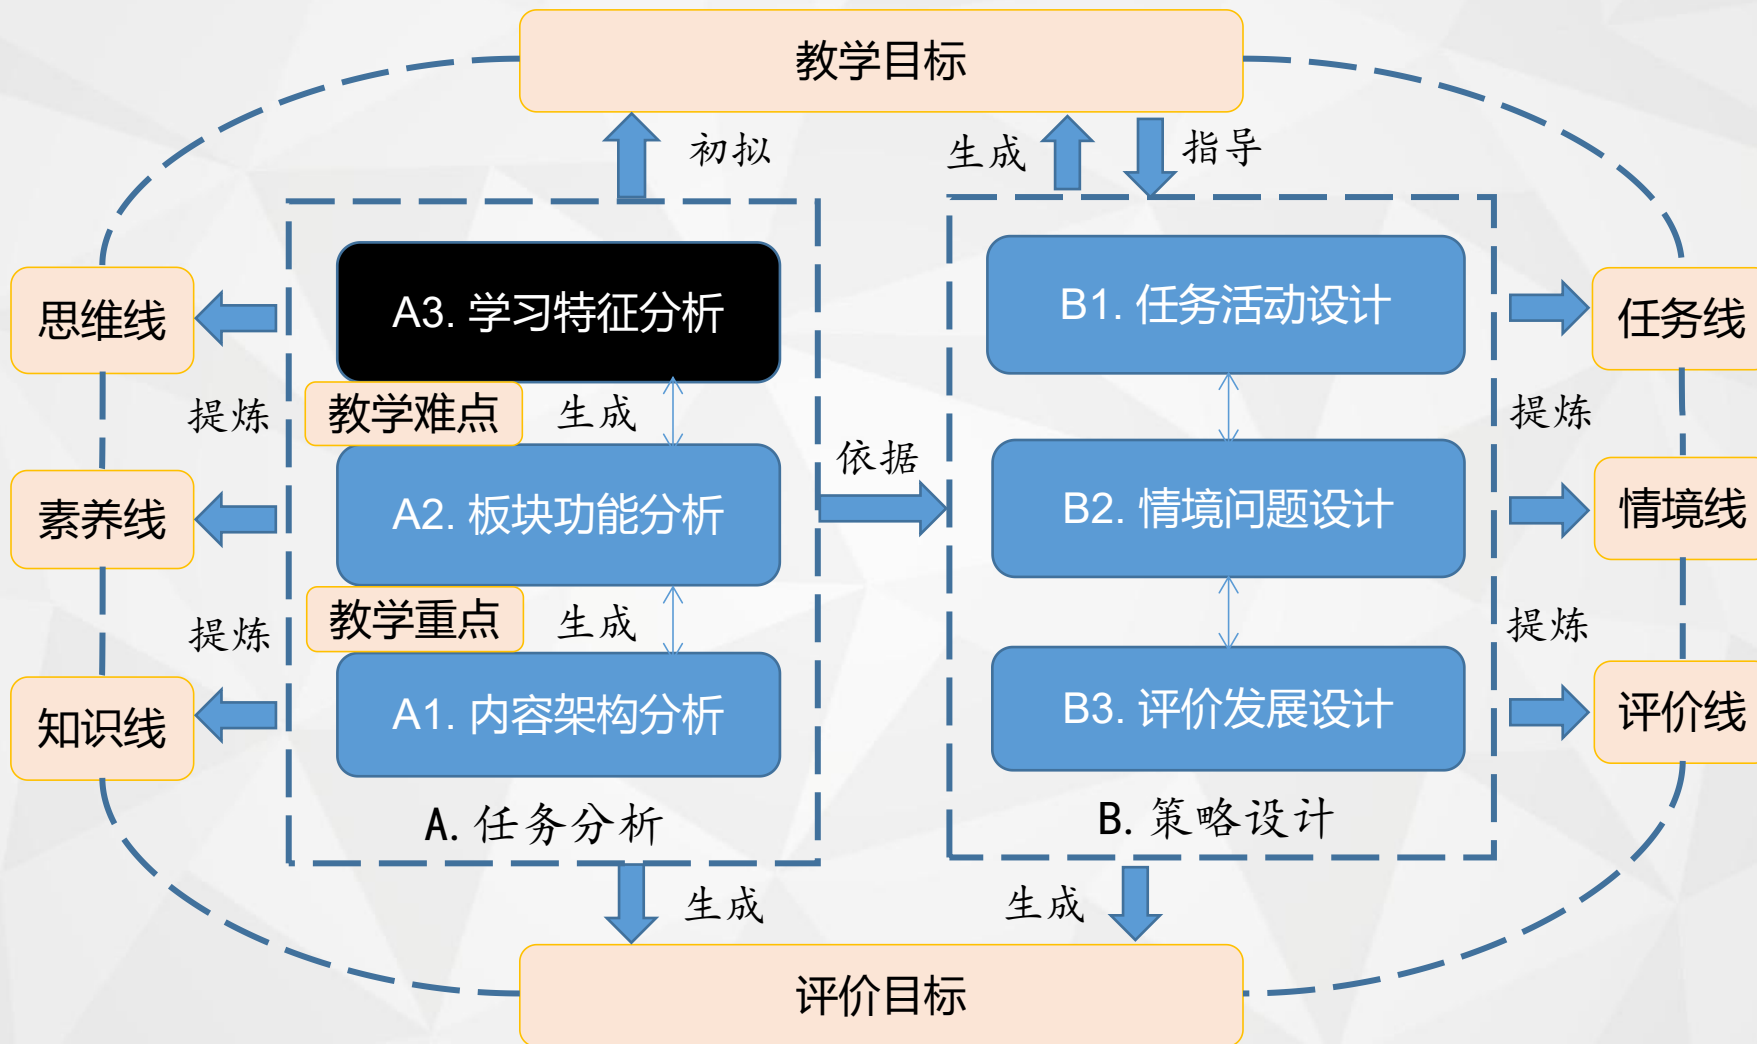 教学目标
初拟
生成
指导
A3. 学习特征分析
B1. 任务活动设计
思维线
任务线
提炼
教学难点
生成
提炼
依据
素养线
A2. 板块功能分析
B2. 情境问题设计
情境线
提炼
教学重点
生成
提炼
知识线
A1. 内容架构分析
B3. 评价发展设计
评价线
A. 任务分析
B. 策略设计
生成
生成
评价目标